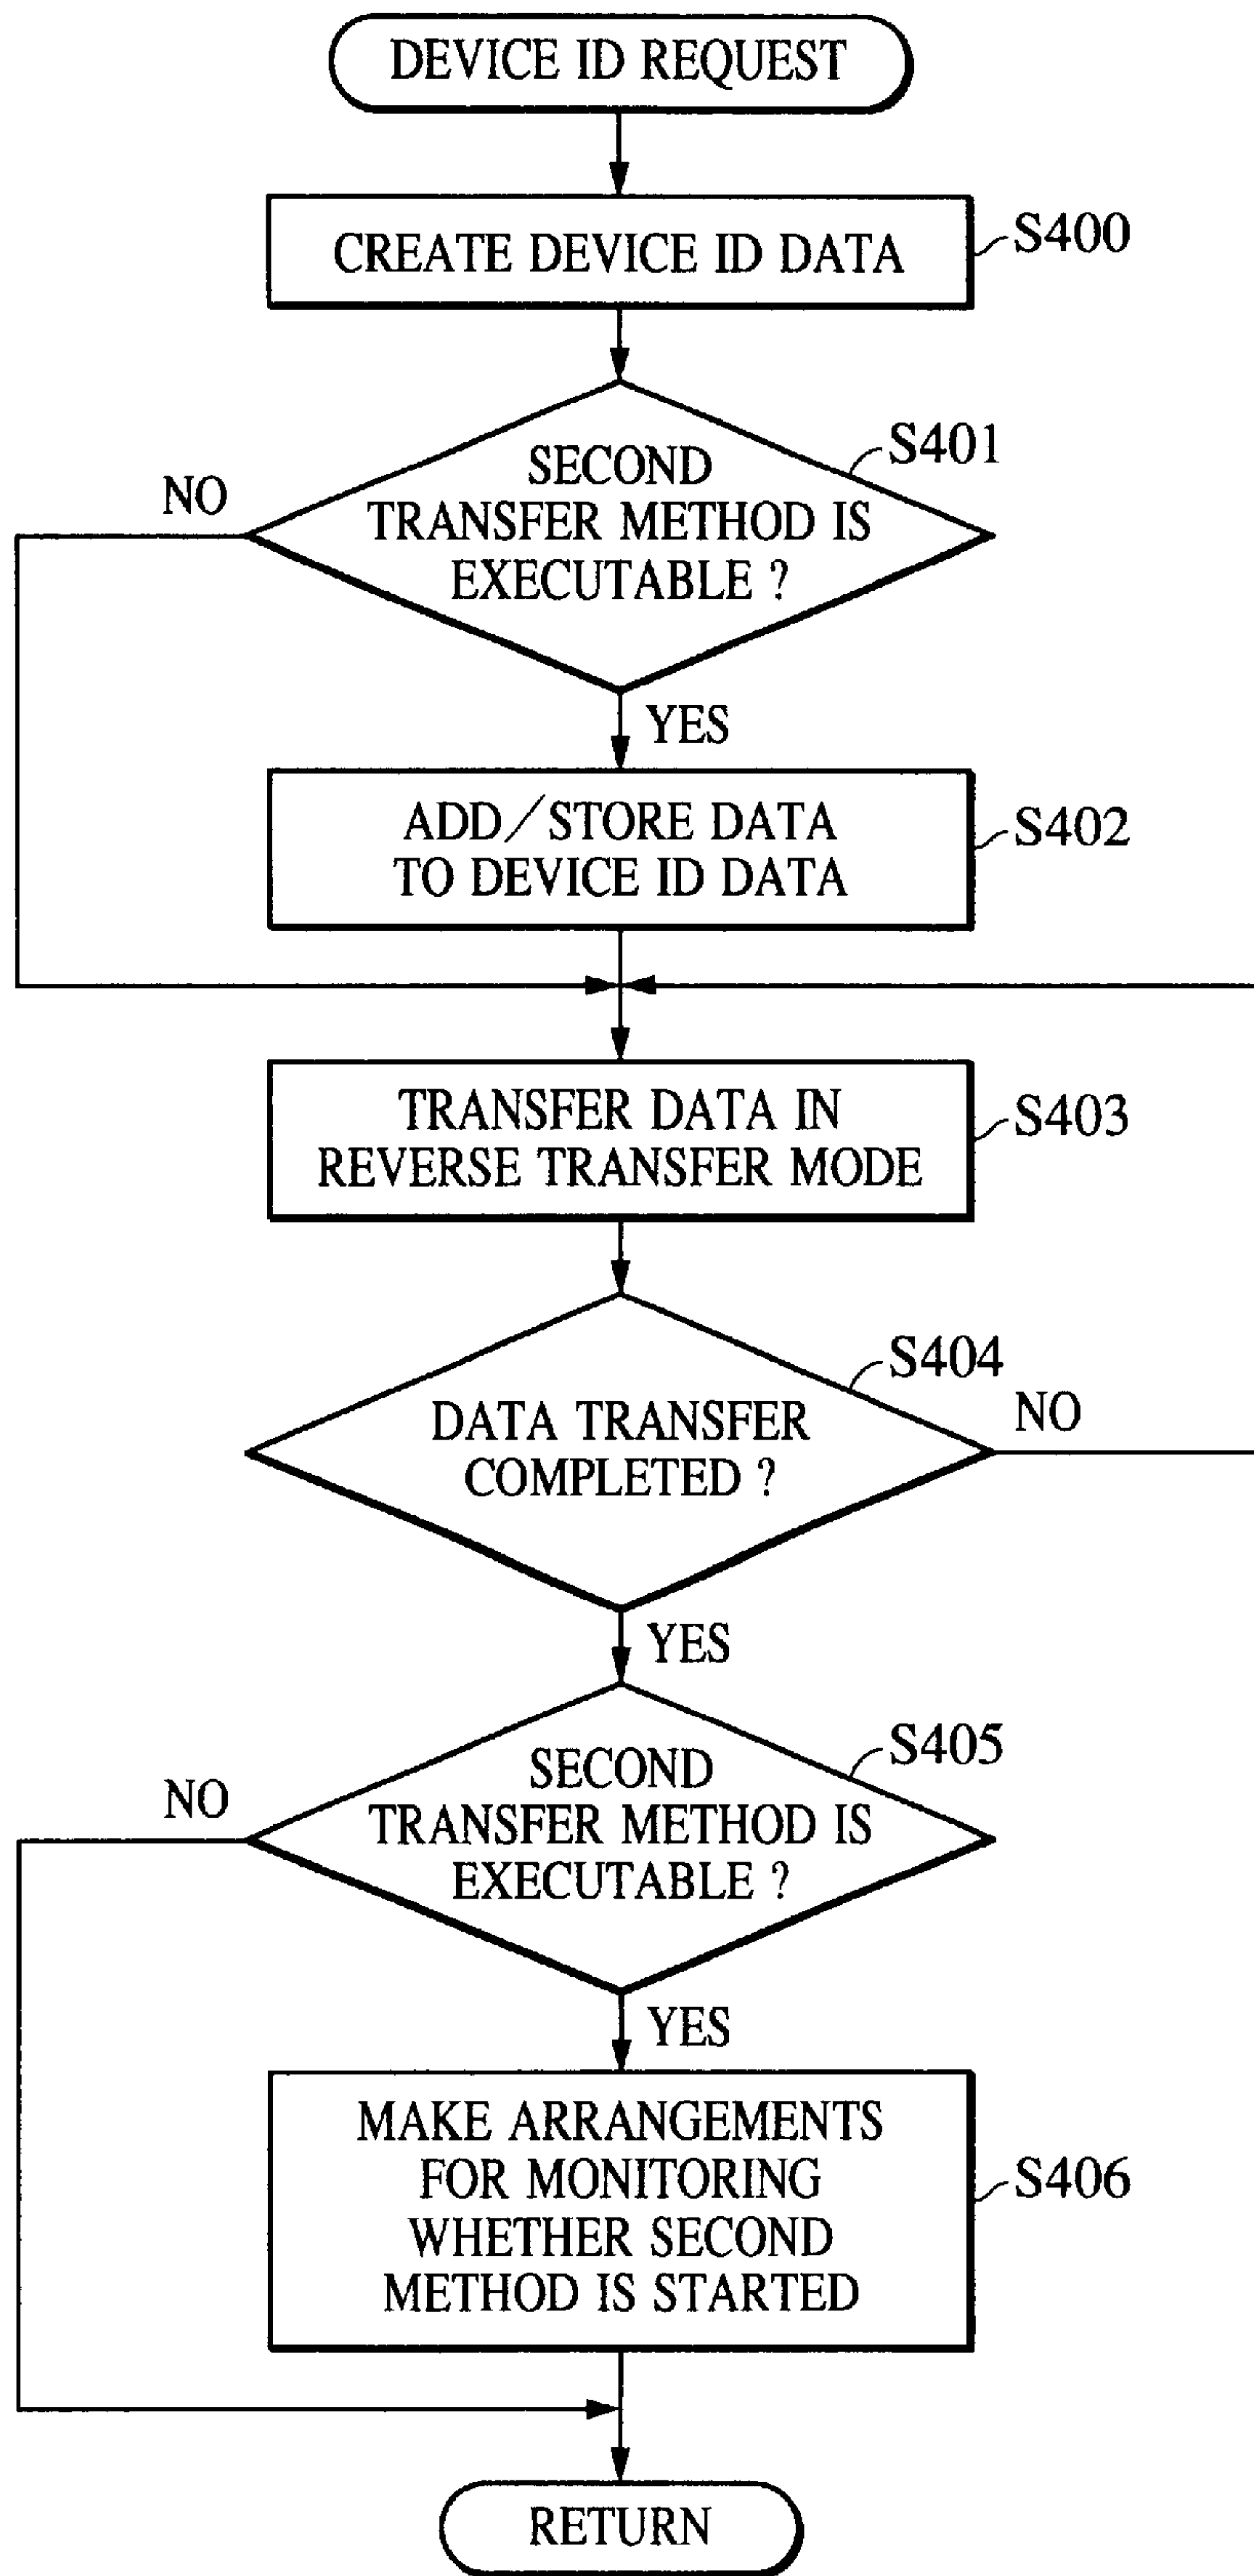 DEVICE ID REQUEST
CREATE DEVICE ID DATA
S400
SECOND
TRANSFER METHOD IS
EXECUTABLE ?
S401
NO
YES
ADD/STORE DATA
TO DEVICE ID DATA
S402
TRANSFER DATA IN
REVERSE TRANSFER MODE
S403
DATA TRANSFER
COMPLETED ?
S404
NO
YES
SECOND
TRANSFER METHOD IS
EXECUTABLE ?
S405
NO
YES
MAKE ARRANGEMENTS
FOR MONITORING
WHETHER SECOND
METHOD IS STARTED
S406
RETURN